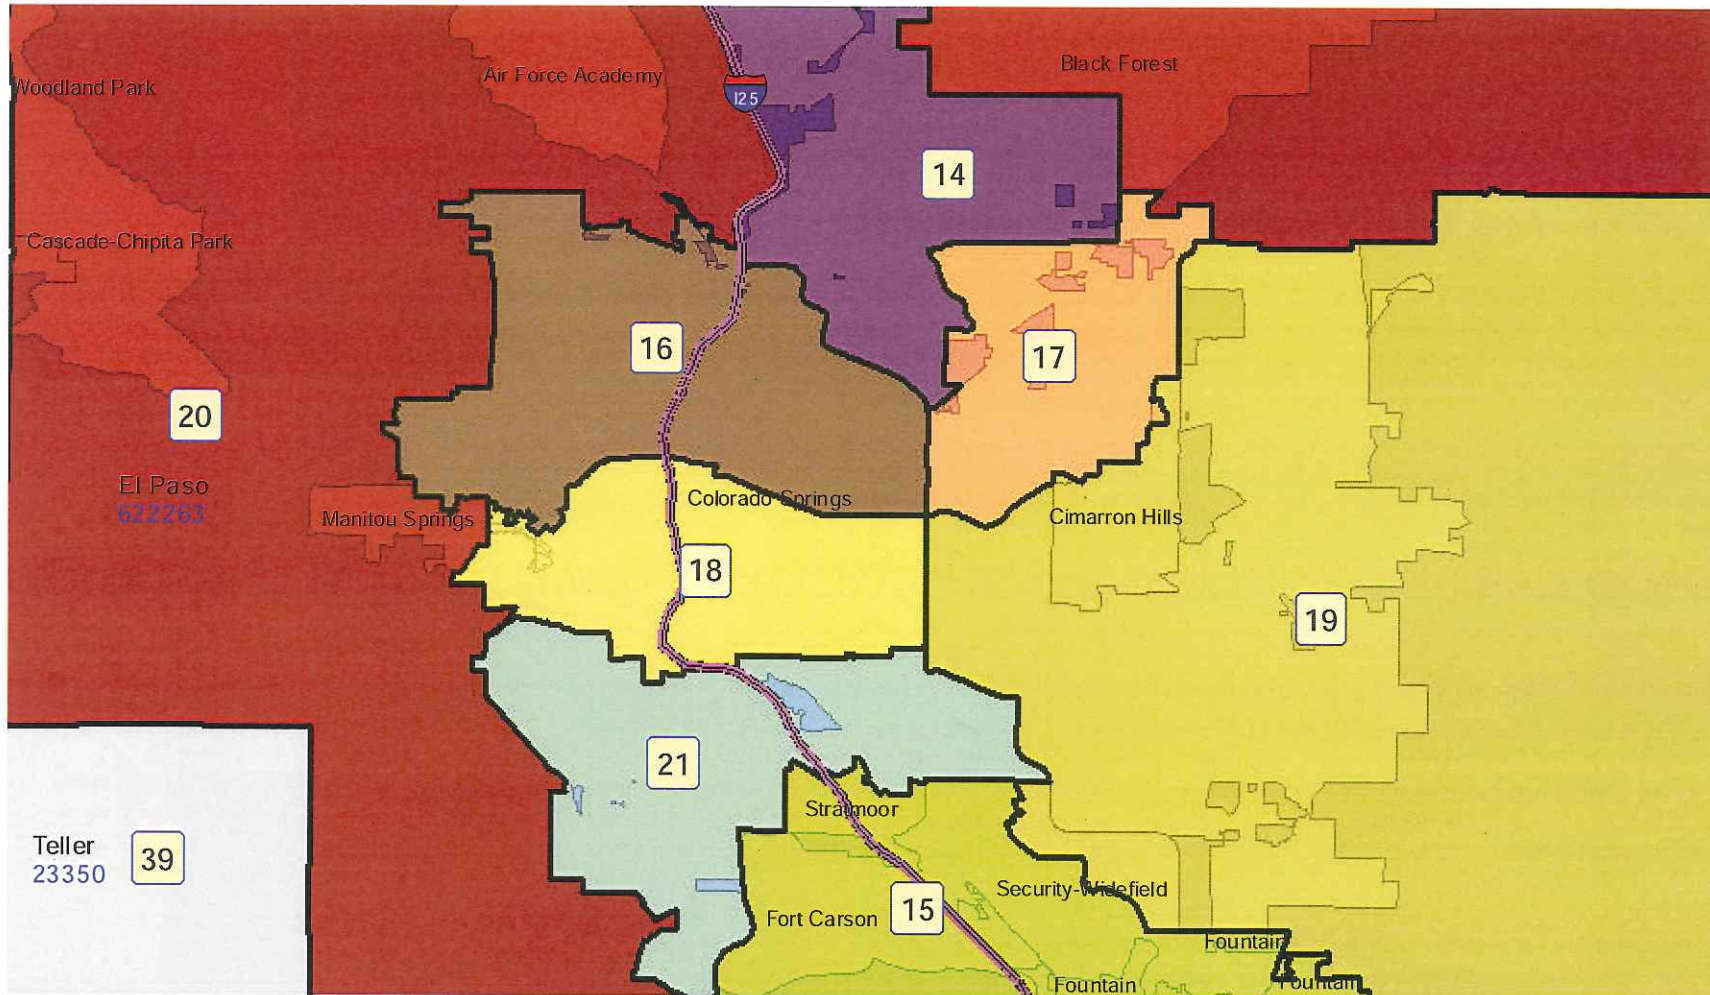 Woodland Park
Air Force Academy
Black Forest
I25
14
Cascade-Chipita Park
16
17
20
El Paso
622263
Manitou Springs
Colorado Springs
Cimarron Hills
18
19
21
Stratmoor
Teller
23350
39
Security-Widefield
Fort Carson
15
Fountain
Fountain
Fountain